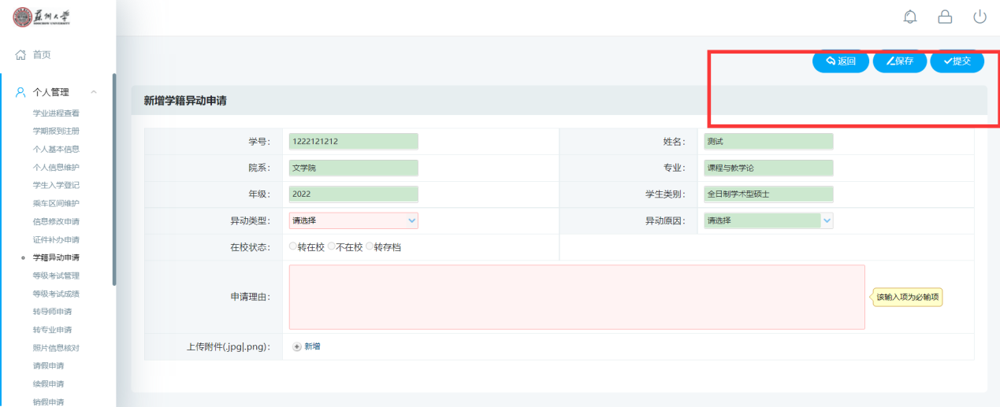 蘇州大学
SOOCHOW UNIVERSITY
首页
返回 保存 提交
个人管理
学业进程查看
学期报到注册
个人基本信息
个人信息维护
学生入学登记
乘车区间维护
信息修改申请
证件补办申请
学籍异动申请
等级考试管理
等级考试成绩
转导师申请
转专业申请
照片信息核对
请假申请
续假申请
销假申请
新增学籍异动申请
学号: 1222121212 姓名: 测试
院系: 文学院 专业: 课程与教学论
年级: 2022 学生类别: 全日制学术型硕士
异动类型: 请选择 异动原因: 请选择
在校状态: 转在校 不在校 转存档
申请理由: 该输入项为必输项
上传附件(.jpg|.png): 新增